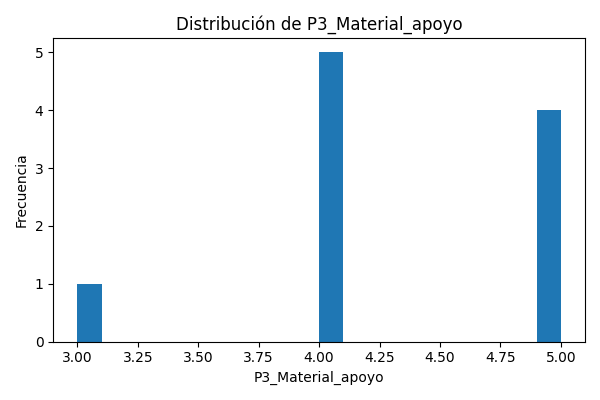 Distribución de P3_Material_apoyo
Frecuencia
5
4
3
2
1
0
3.00 3.25 3.50 3.75 4.00 4.25 4.50 4.75 5.00
P3_Material_apoyo